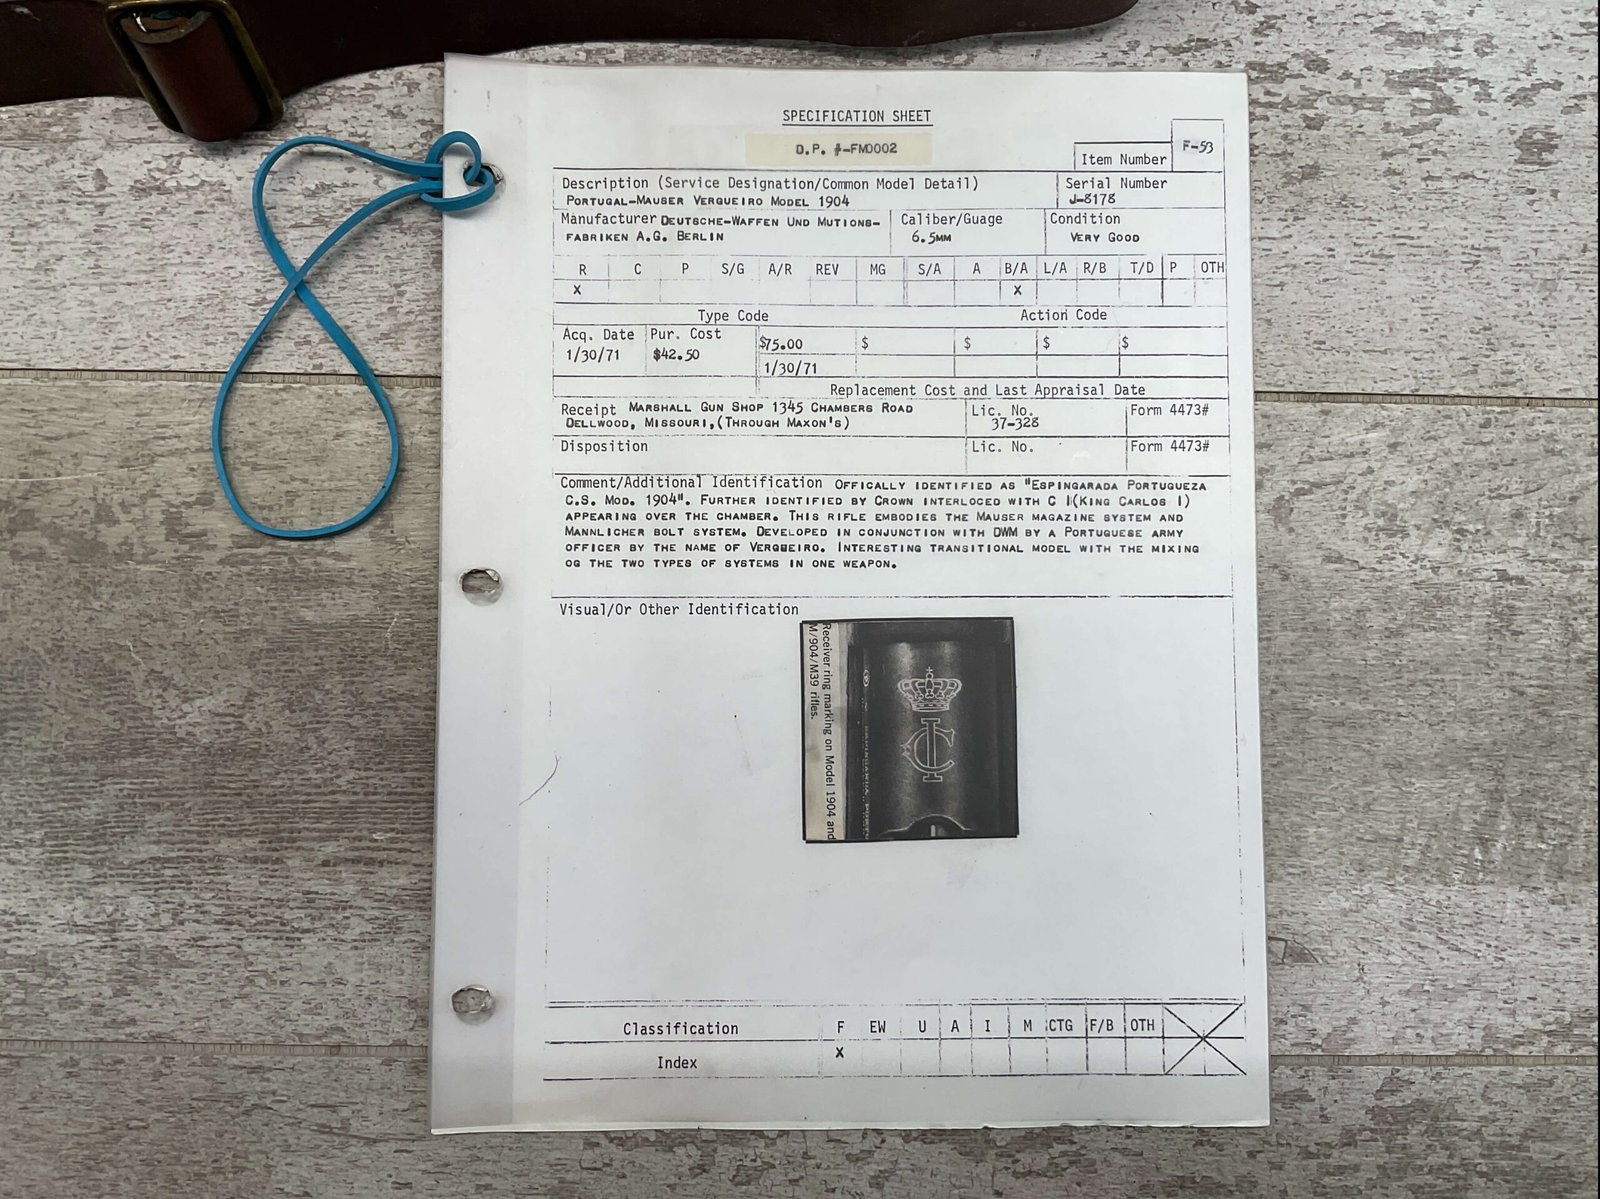 SPECIFICATION SHEET
D.P. #-FM0002
F-53
Item Number
Description (Service Designation/Common Model Detail)
Serial Number
PORTUGAL-MAUSER VERQUEIRO MODEL 1904
J-8178
Manufacturer DEUTSCHE-WAFFEN UND MUTIONS-
FABRIKEN A.G. BERLIN
Caliber/Guage
6.5MM
Condition
VERY GOOD
R C P S/G A/R REV MG S/A A B/A L/A R/B T/D P OTH
X X
Type Code Action Code
Acq. Date Pur. Cost $75.00 $ $ $ $
1/30/71 $42.50
1/30/71
Replacement Cost and Last Appraisal Date
Receipt MARSHALL GUN SHOP 1345 CHAMBERS ROAD
DELLWOOD, MISSOURI,(THROUGH MAXON'S)
Lic. No.
37-328
Form 4473#
Disposition Lic. No. Form 4473#
Comment/Additional Identification OFFICALLY IDENTIFIED AS "ESPINGARADA PORTUGUEZA
C.S. MOD. 1904". FURTHER IDENTIFIED BY CROWN INTERLOCED WITH C I(KING CARLOS I)
APPEARING OVER THE CHAMBER. THIS RIFLE EMBODIES THE MAUSER MAGAZINE SYSTEM AND
MANNLICHER BOLT SYSTEM. DEVELOPED IN CONJUNCTION WITH DWM BY A PORTUGUESE ARMY
OFFICER BY THE NAME OF VERQUEIRO. INTERESTING TRANSITIONAL MODEL WITH THE MIXING
OG THE TWO TYPES OF SYSTEMS IN ONE WEAPON.
Visual/Or Other Identification
Receiver ring marking on Model 1904 and
M/904/M39 rifles.
CI
Classification F EW U A I M CTG F/B OTH
Index X